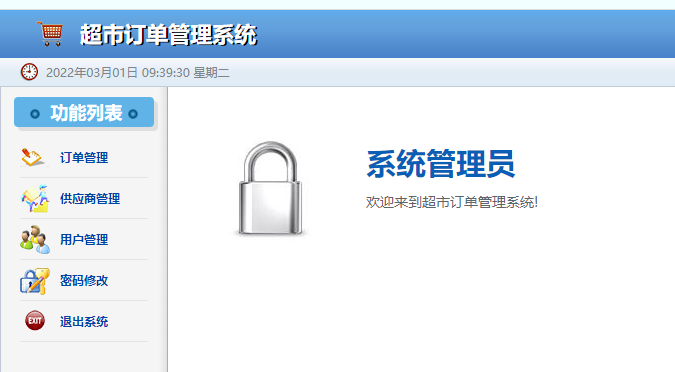 超市订单管理系统
2022年03月01日 09:39:30 星期二
功能列表
订单管理
供应商管理
用户管理
密码修改
EXIT
退出系统
系统管理员
欢迎来到超市订单管理系统!